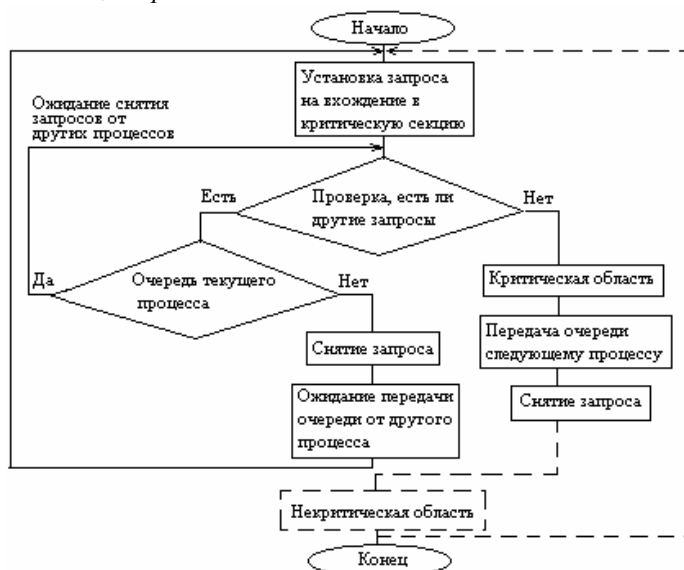 Начало
Установка запроса
на вхождение в
критическую секцию
Ожидание снятия
запросов от
других процессов
Проверка, есть ли
другие запросы
Есть
Нет
Очередь текущего
процесса
Да
Нет
Критическая область
Передача очереди
следующему процессу
Снятие запроса
Снятие запроса
Ожидание передачи
очереди от другого
процесса
Некритическая область
Конец